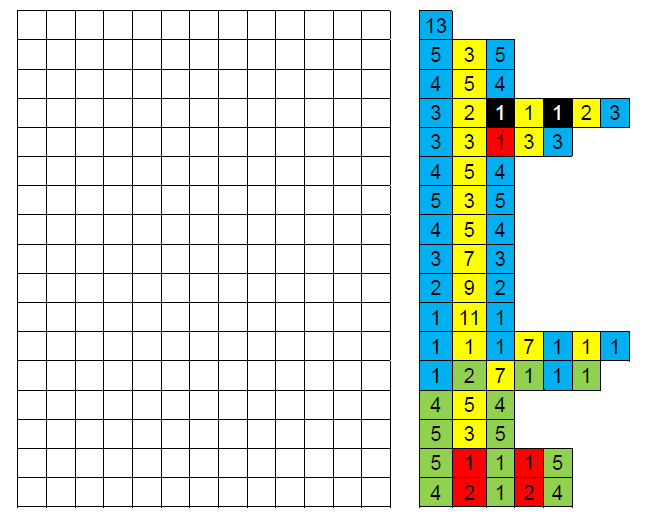 13
5 3 5
4 5 4
3 2 1 1 1 2 3
3 3 1 3 3
4 5 4
5 3 5
4 5 4
3 7 3
2 9 2
1 11 1
1 1 1 7 1 1 1
1 2 7 1 1 1
4 5 4
5 3 5
5 1 1 1 5
4 2 1 2 4